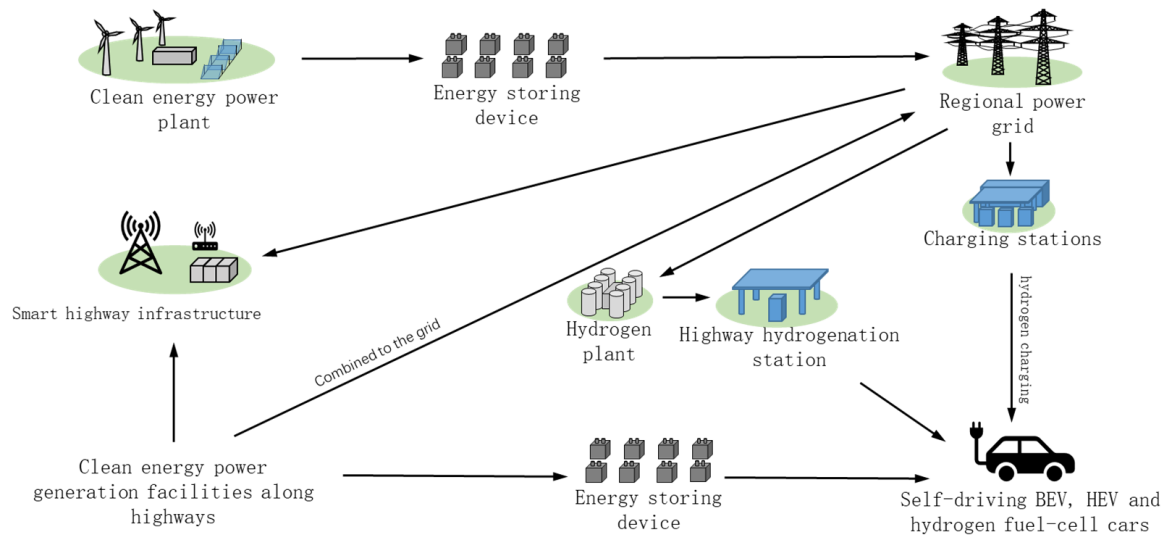 Clean energy power
plant
Energy storing
device
Regional power
grid
Charging stations
Smart highway infrastructure
hydrogen charging
Hydrogen
plant
Highway hydrogenation
station
Combined to the grid
Clean energy power
generation facilities along
highways
Energy storing
device
Self-driving BEV, HEV and
hydrogen fuel-cell cars